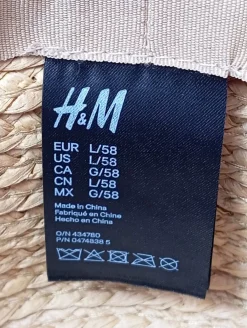 H&M
EUR L/58
US L/58
CA G/58
CN L/58
MX G/58
Made in China
Fabriqué en Chine
Hecho en China
O/N 434780
P/N 0474838 5